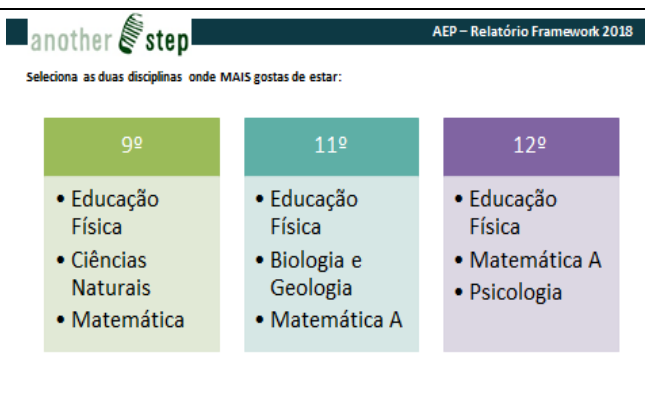 another step
AEP – Relatório Framework 2018
Seleciona as duas disciplinas onde MAIS gostas de estar:
9º
• Educação
Física
• Ciências
Naturais
• Matemática
11º
• Educação
Física
• Biologia e
Geologia
• Matemática A
12º
• Educação
Física
• Matemática A
• Psicologia